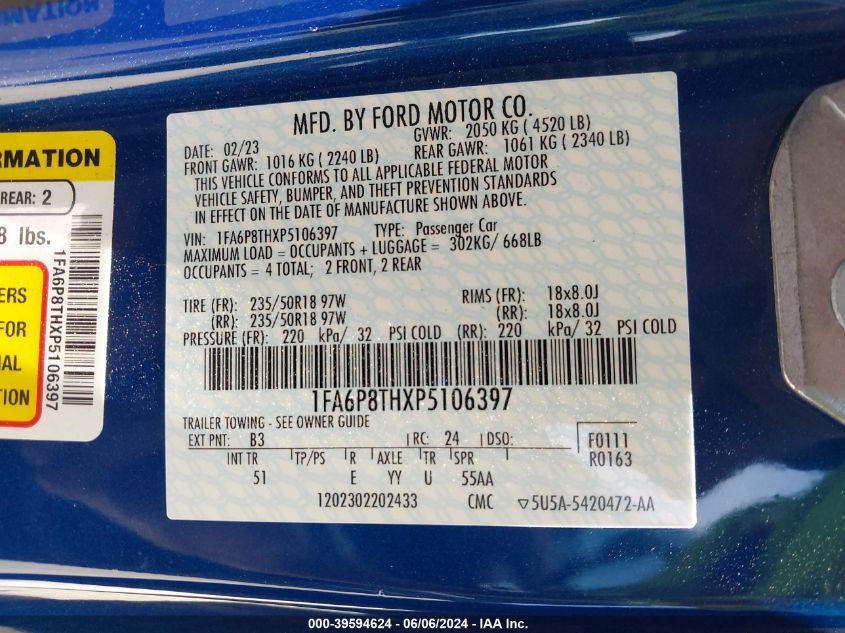 MATION
MFD. BY FORD MOTOR CO.
DATE: 02/23 GVWR: 2050 KG ( 4520 LB)
FRONT GAWR: 1016 KG ( 2240 LB) REAR GAWR: 1061 KG ( 2340 LB)
THIS VEHICLE CONFORMS TO ALL APPLICABLE FEDERAL MOTOR
VEHICLE SAFETY, BUMPER, AND THEFT PREVENTION STANDARDS
IN EFFECT ON THE DATE OF MANUFACTURE SHOWN ABOVE.
VIN: 1FA6P8THXP5106397 TYPE: Passenger Car
MAXIMUM LOAD = OCCUPANTS + LUGGAGE = 302KG/ 668LB
OCCUPANTS = 4 TOTAL; 2 FRONT, 2 REAR
TIRE (FR): 235/50R18 97W RIMS (FR): 18x8.0J
(RR): 235/50R18 97W (RR): 18x8.0J
PRESSURE (FR): 220 kPa/ 32 PSI COLD (RR): 220 kPa/ 32 PSI COLD
1FA6P8THXP5106397
TRAILER TOWING - SEE OWNER GUIDE
EXT PNT: B3 RC: 24 DSO: F0111
R0163
INT TR TP/PS R AXLE TR SPR
51 E YY U 55AA
1202302202433 CMC ▽5U5A-5420472-AA
ORMATION
REAR: 2
8 lbs.
ERS
FOR
IAL
1FA6P8THXP5106397
000-39594624 - 06/06/2024 - IAAI Inc.